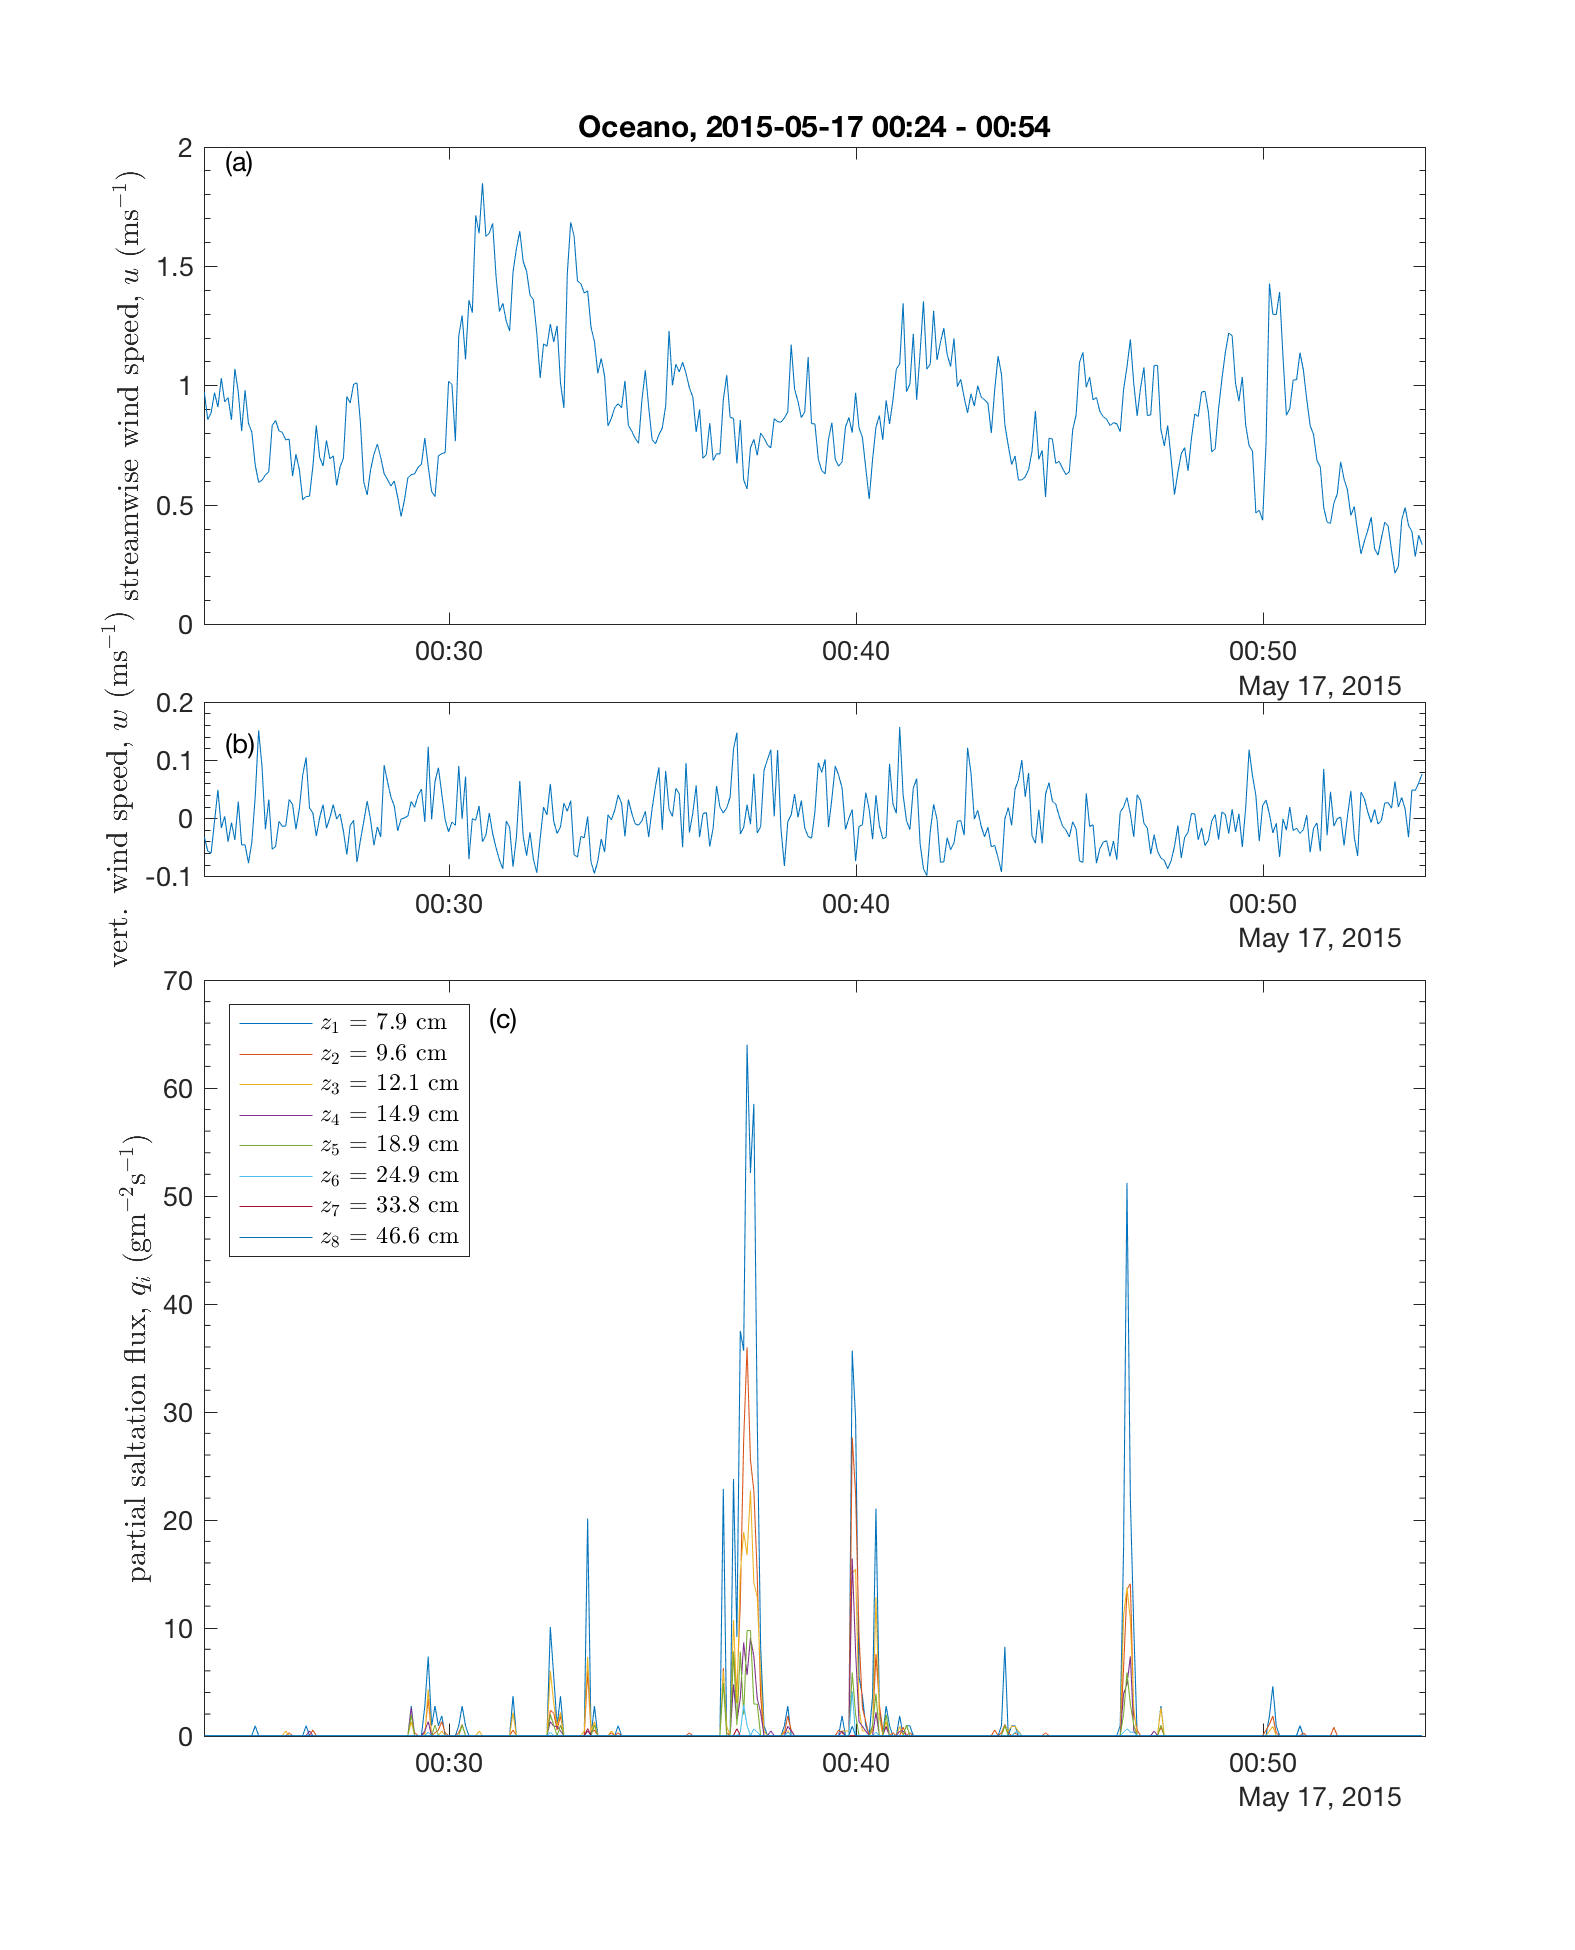 Oceano, 2015-05-17 00:24 - 00:54
(a)
streamwise wind speed, u (ms⁻¹)
2
1.5
1
0.5
0
00:30 00:40 00:50
May 17, 2015
(b)
vert. wind speed, w (ms⁻¹)
0.2
0.1
0
-0.1
00:30 00:40 00:50
May 17, 2015
(c)
partial saltation flux, qᵢ (gm⁻²s⁻¹)
70
60
50
40
30
20
10
0
z₁ = 7.9 cm
z₂ = 9.6 cm
z₃ = 12.1 cm
z₄ = 14.9 cm
z₅ = 18.9 cm
z₆ = 24.9 cm
z₇ = 33.8 cm
z₈ = 46.6 cm
00:30 00:40 00:50
May 17, 2015